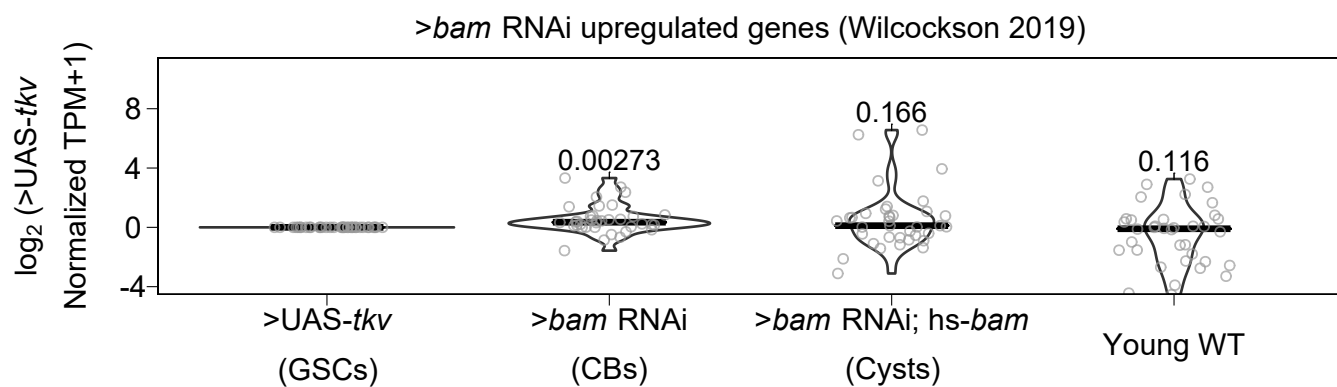 >bam RNAi upregulated genes (Wilcockson 2019)
log2 (>UAS-tkv
Normalized TPM+1)
8
4
0
-4
0.00273
0.166
0.116
>UAS-tkv
(GSCs)
>bam RNAi
(CBs)
>bam RNAi; hs-bam
(Cysts)
Young WT